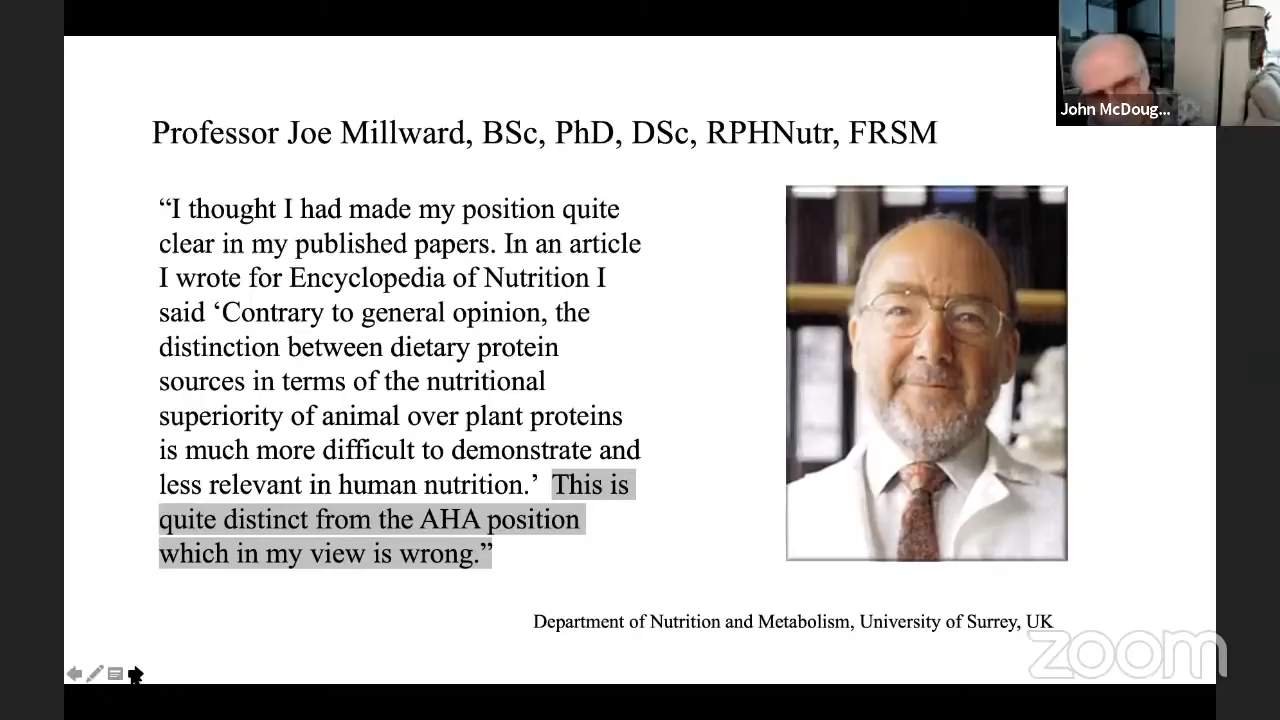 John McDoug...
Professor Joe Millward, BSc, PhD, DSc, RPHNutr, FRSM
“I thought I had made my position quite
clear in my published papers. In an article
I wrote for Encyclopedia of Nutrition I
said ‘Contrary to general opinion, the
distinction between dietary protein
sources in terms of the nutritional
superiority of animal over plant proteins
is much more difficult to demonstrate and
less relevant in human nutrition.’ This is
quite distinct from the AHA position
which in my view is wrong.”
Department of Nutrition and Metabolism, University of Surrey, UK
zoom